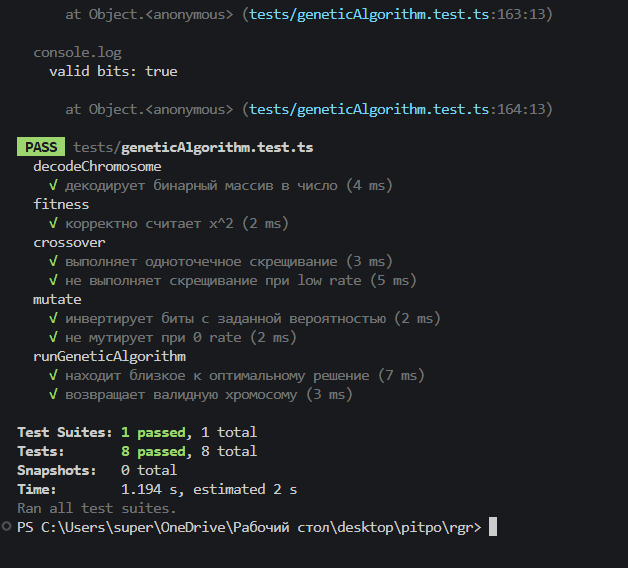 at Object.<anonymous> (tests/geneticAlgorithm.test.ts:163:13)
console.log
valid bits: true
at Object.<anonymous> (tests/geneticAlgorithm.test.ts:164:13)
PASS tests/geneticAlgorithm.test.ts
decodeChromosome
√ декодирует бинарный массив в число (4 ms)
fitness
√ корректно считает x^2 (2 ms)
crossover
√ выполняет одноточечное скрещивание (3 ms)
√ не выполняет скрещивание при low rate (5 ms)
mutate
√ инвертирует биты с заданной вероятностью (2 ms)
√ не мутирует при 0 rate (2 ms)
runGeneticAlgorithm
√ находит близкое к оптимальному решение (7 ms)
√ возвращает валидную хромосому (3 ms)
Test Suites: 1 passed, 1 total
Tests: 8 passed, 8 total
Snapshots: 0 total
Time: 1.194 s, estimated 2 s
Ran all test suites.
PS C:\Users\super\OneDrive\Рабочий стол\desktop\pitpo\rgr>